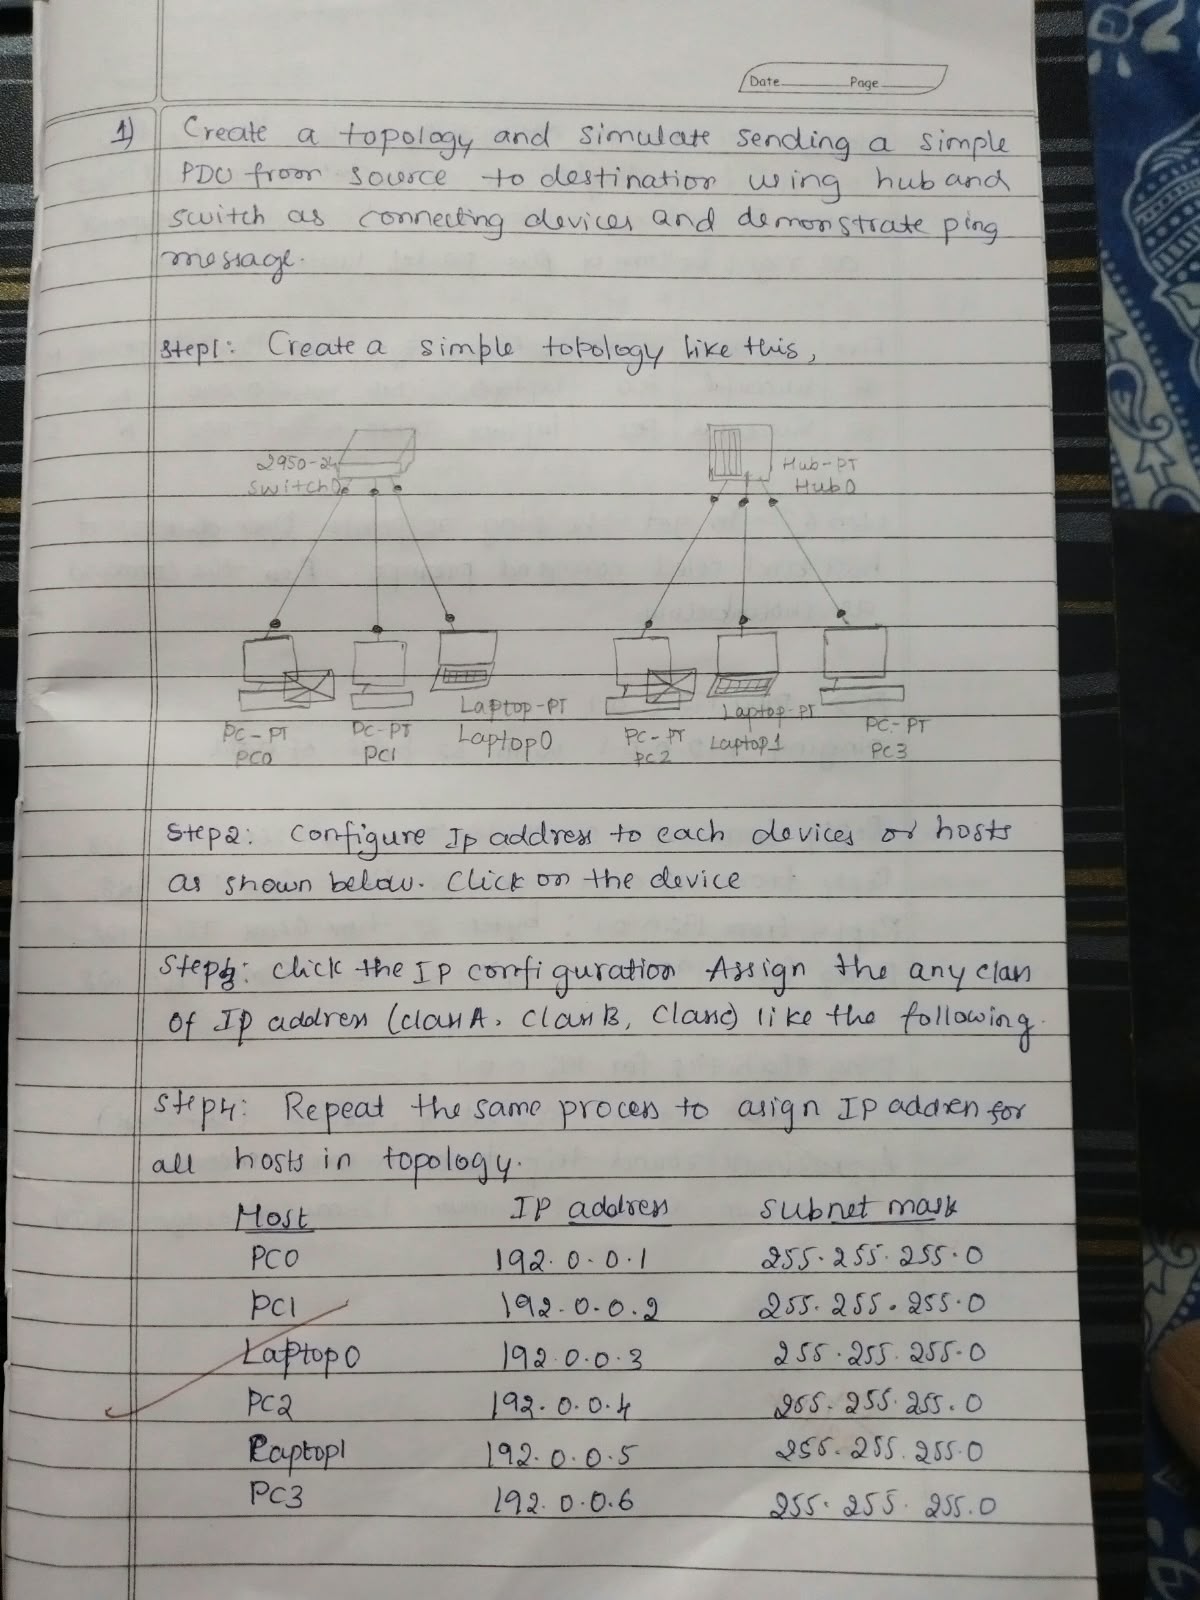 Date Page
1) Create a topology and simulate sending a simple
PDU from source to destination using hub and
switch as connecting devices and demonstrate ping
message.
Step1: Create a simple topology like this,
2950-24
Switch0
Hub-PT
Hub0
PC-PT
PC0
PC-PT
PC1
Laptop-PT
Laptop0
PC-PT
PC2
Laptop-PT
Laptop1
PC-PT
PC3
Step2: Configure Ip address to each devices or hosts
as shown below. Click on the device
Step3: click the IP configuration Assign the any class
of Ip address (class A, Class B, Class C) like the following.
Step4: Repeat the same process to asign IP address for
all hosts in topology.
Host IP address Subnet mask
PC0 192.0.0.1 255.255.255.0
PC1 192.0.0.2 255.255.255.0
Laptop0 192.0.0.3 255.255.255.0
PC2 192.0.0.4 255.255.255.0
Laptop1 192.0.0.5 255.255.255.0
PC3 192.0.0.6 255.255.255.0